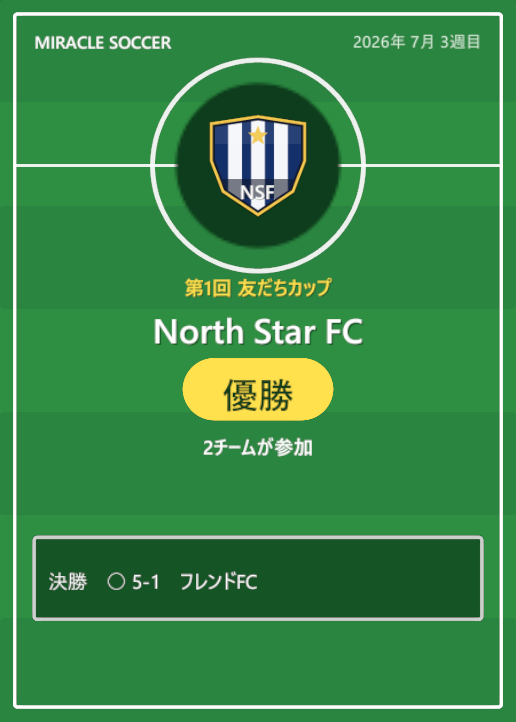 MIRACLE SOCCER
2026年 7月 3週目
NSF
第1回 友だちカップ
North Star FC
優勝
2チームが参加
決勝 ○ 5-1 フレンドFC